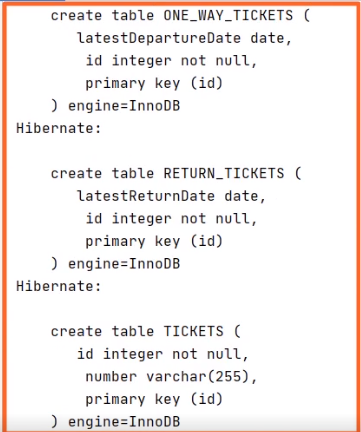 create table ONE_WAY_TICKETS (
latestDepartureDate date,
id integer not null,
primary key (id)
) engine=InnoDB
Hibernate:
create table RETURN_TICKETS (
latestReturnDate date,
id integer not null,
primary key (id)
) engine=InnoDB
Hibernate:
create table TICKETS (
id integer not null,
number varchar(255),
primary key (id)
) engine=InnoDB